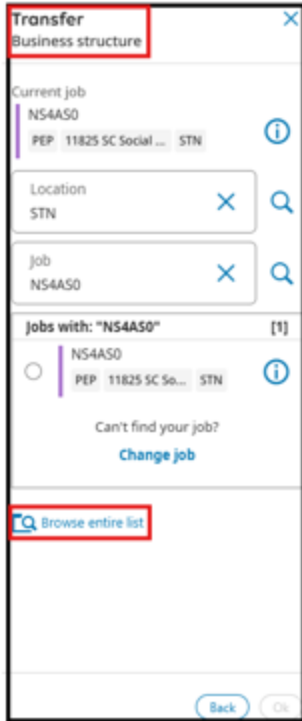 Transfer
Business structure
Current job
NS4AS0
PEP 11825 SC Social ... STN
Location
STN
Job
NS4AS0
Jobs with: "NS4AS0" [1]
NS4AS0
PEP 11825 SC So... STN
Can't find your job?
Change job
Browse entire list
Back Ok